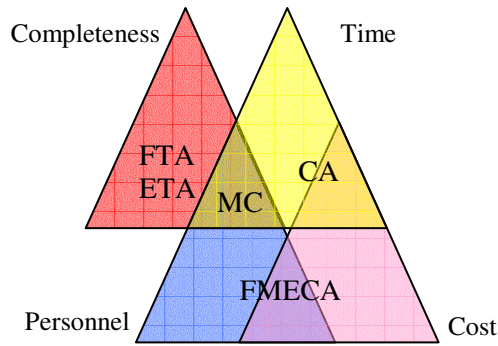 Completeness
Time
FTA
ETA
CA
MC
FMECA
Personnel
Cost